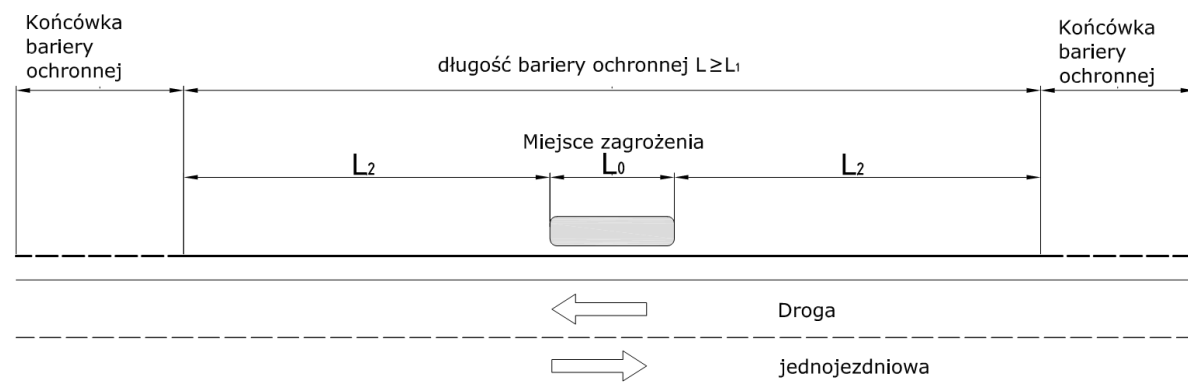 Końcówka
bariery
ochronnej
długość bariery ochronnej L≥L₁
Końcówka
bariery
ochronnej
Miejsce zagrożenia
L₂
L₀
L₂
Droga
jednojezdniowa